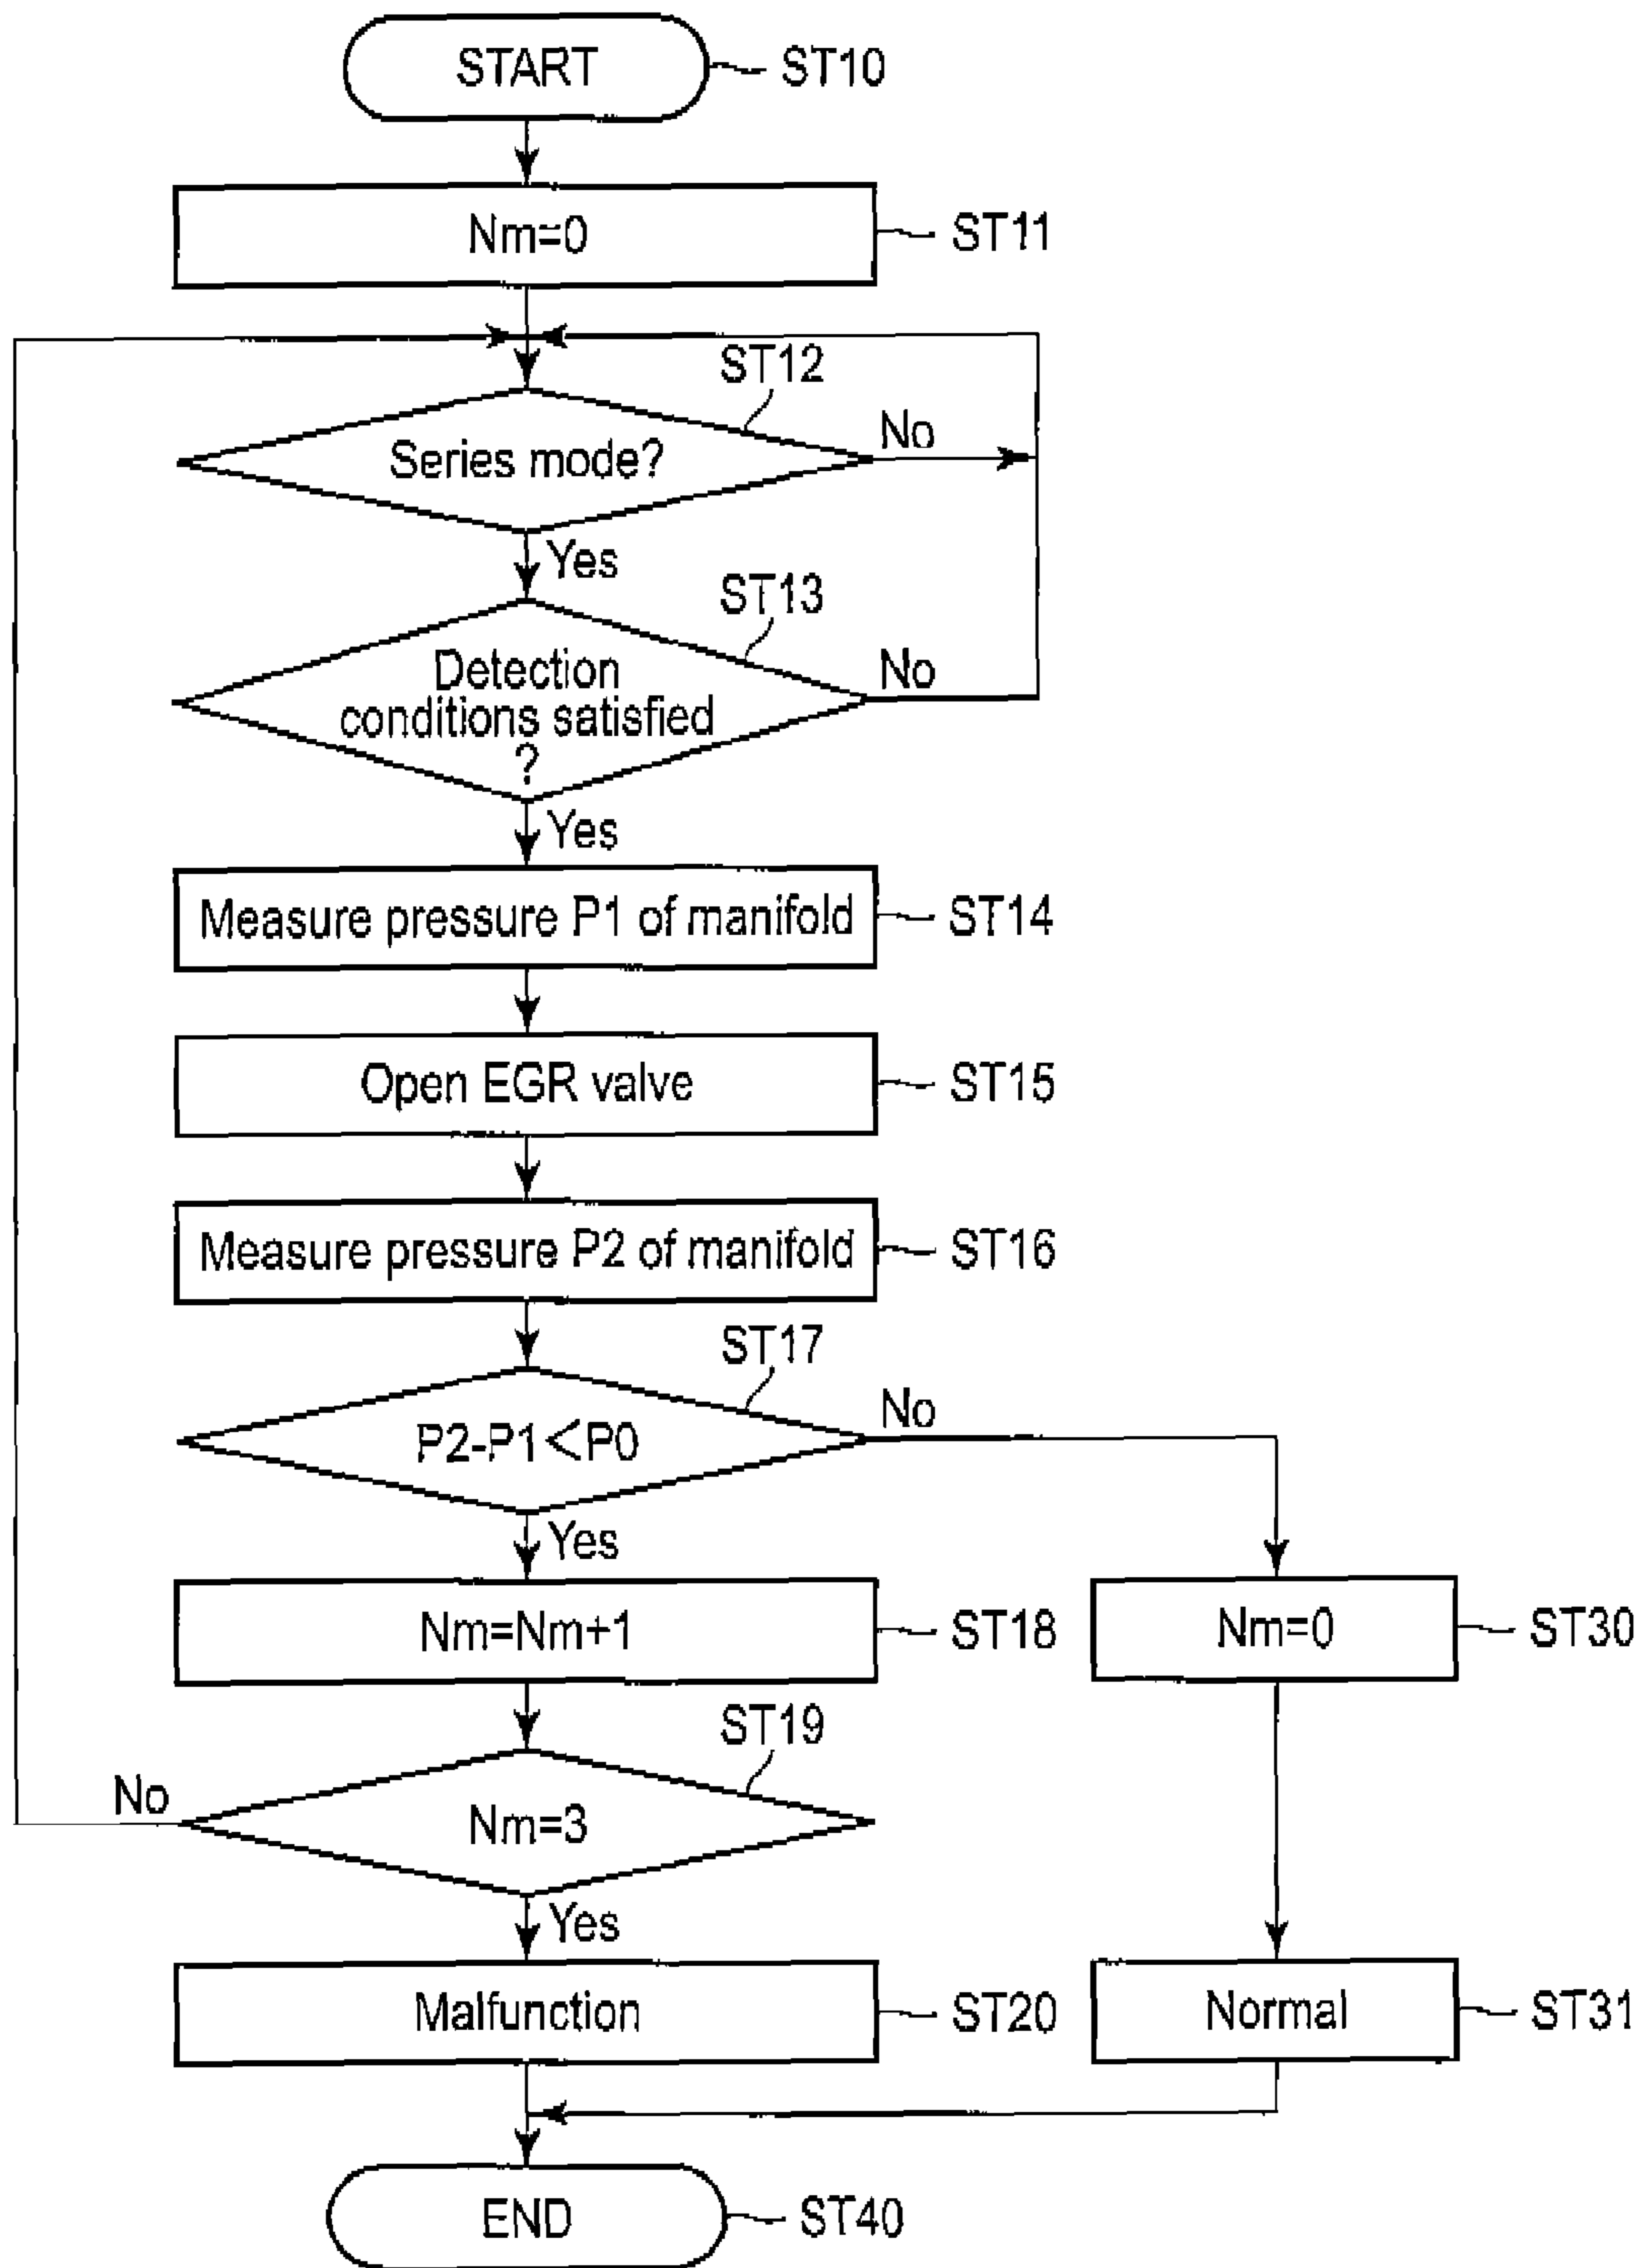 START
ST10
Nm=0
ST11
ST12
Series mode?
No
Yes
ST13
Detection
conditions satisfied
?
No
Yes
Measure pressure P1 of manifold
ST14
Open EGR valve
ST15
Measure pressure P2 of manifold
ST16
ST17
P2-P1<P0
No
Yes
Nm=Nm+1
ST18
Nm=0
ST30
ST19
No
Nm=3
Yes
Malfunction
ST20
Normal
ST31
END
ST40